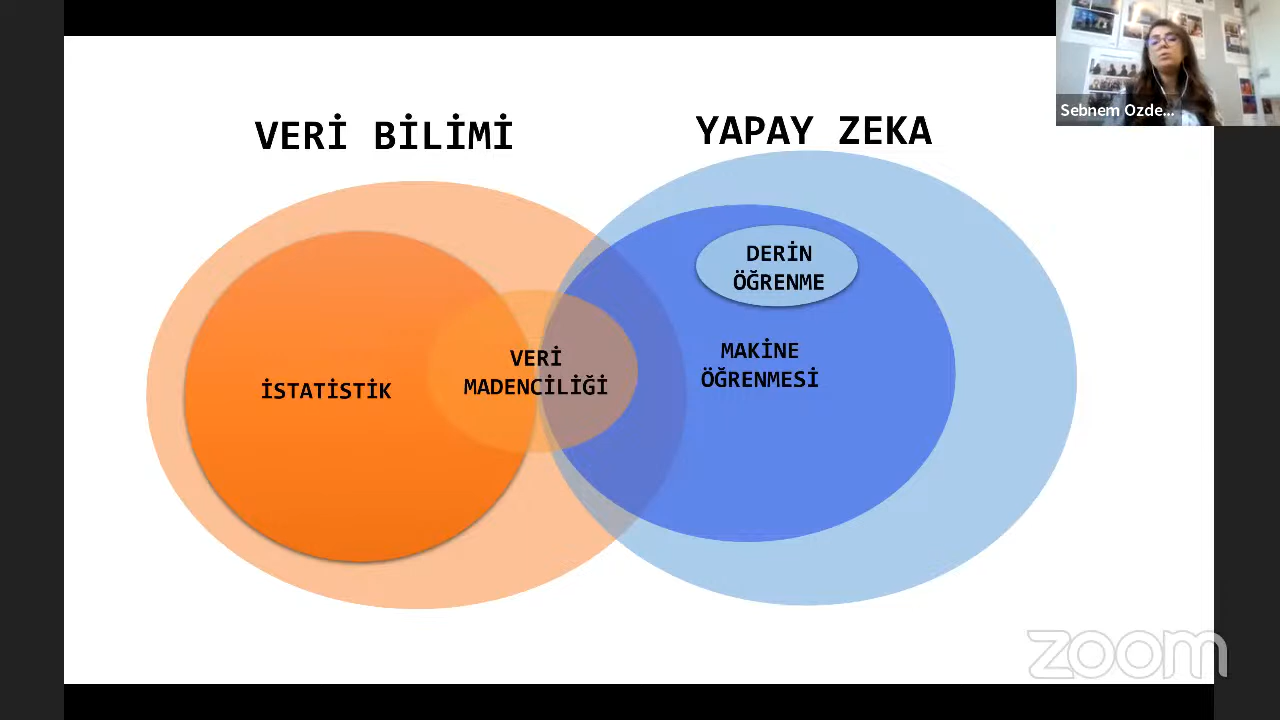 Sebnem Ozde...
VERİ BİLİMİ
YAPAY ZEKA
DERİN
ÖĞRENME
VERİ
MADENCİLİĞİ
MAKİNE
ÖĞRENMESİ
İSTATİSTİK
zoom